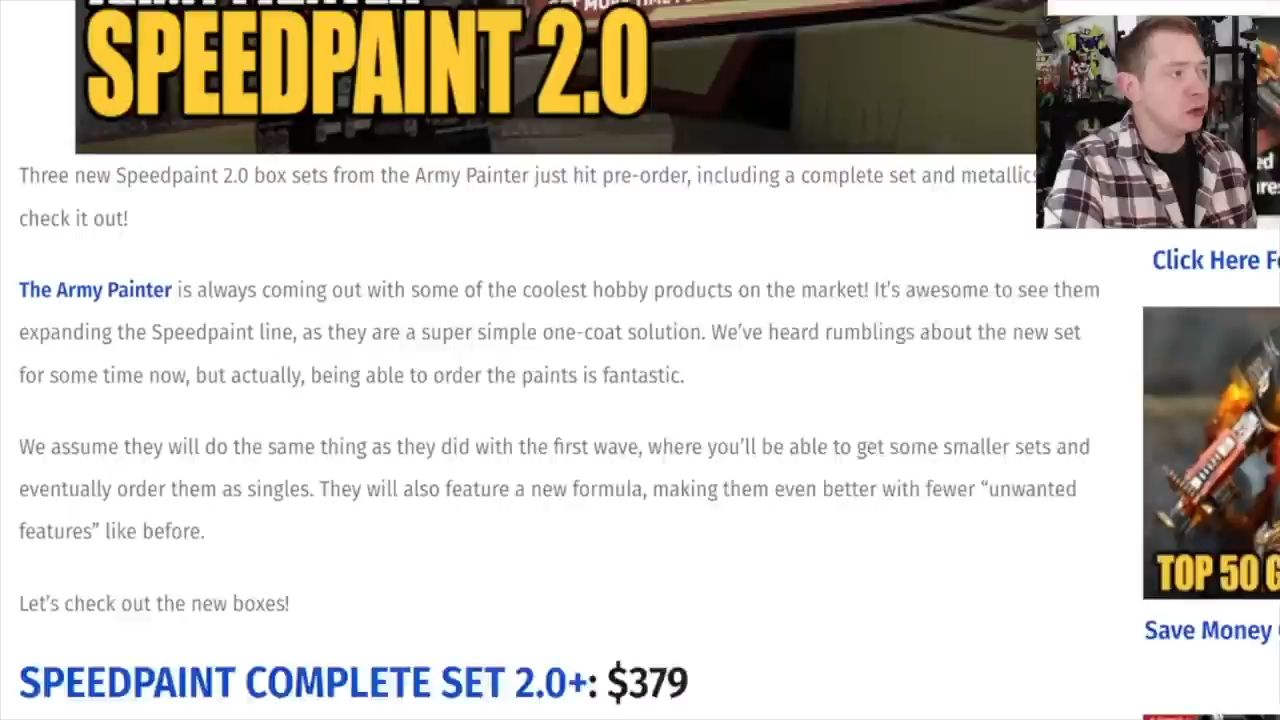 SPEEDPAINT 2.0
Three new Speedpaint 2.0 box sets from the Army Painter just hit pre-order, including a complete set and metallics
check it out!
The Army Painter is always coming out with some of the coolest hobby products on the market! It’s awesome to see them
expanding the Speedpaint line, as they are a super simple one-coat solution. We’ve heard rumblings about the new set
for some time now, but actually, being able to order the paints is fantastic.
We assume they will do the same thing as they did with the first wave, where you’ll be able to get some smaller sets and
eventually order them as singles. They will also feature a new formula, making them even better with fewer “unwanted
features” like before.
Let’s check out the new boxes!
SPEEDPAINT COMPLETE SET 2.0+: $379
Click Here
TOP 50
Save Money